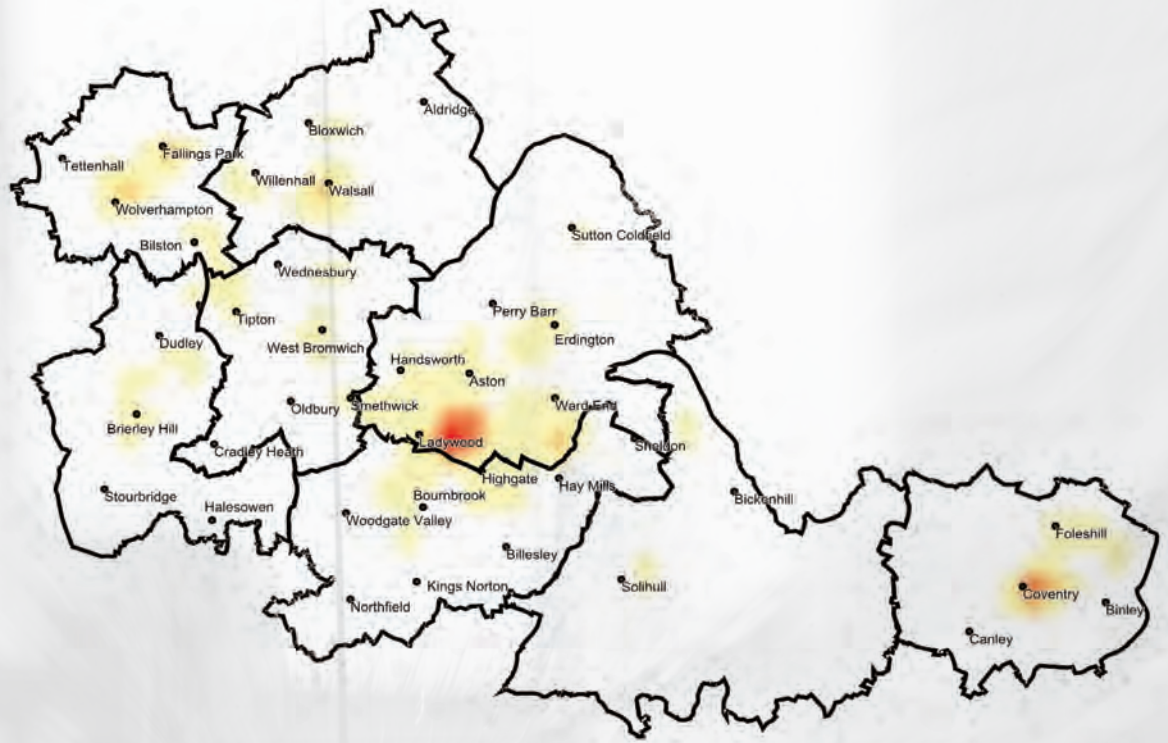 Aldridge
Bloxwich
Fallings Park
Tettenhall
Willenhall
Walsall
Wolverhampton
Sutton Coldfield
Bilston
Wednesbury
Perry Barr
Tipton
Erdington
Dudley
West Bromwich
Handsworth
Aston
Oldbury
Smethwick
Ward End
Brierley Hill
Ladywood
Sheldon
Cradley Heath
Highgate
Hay Mills
Stourbridge
Bournbrook
Bickenhill
Halesowen
Woodgate Valley
Foleshill
Billesley
Kings Norton
Solihull
Coventry
Northfield
Binley
Canley